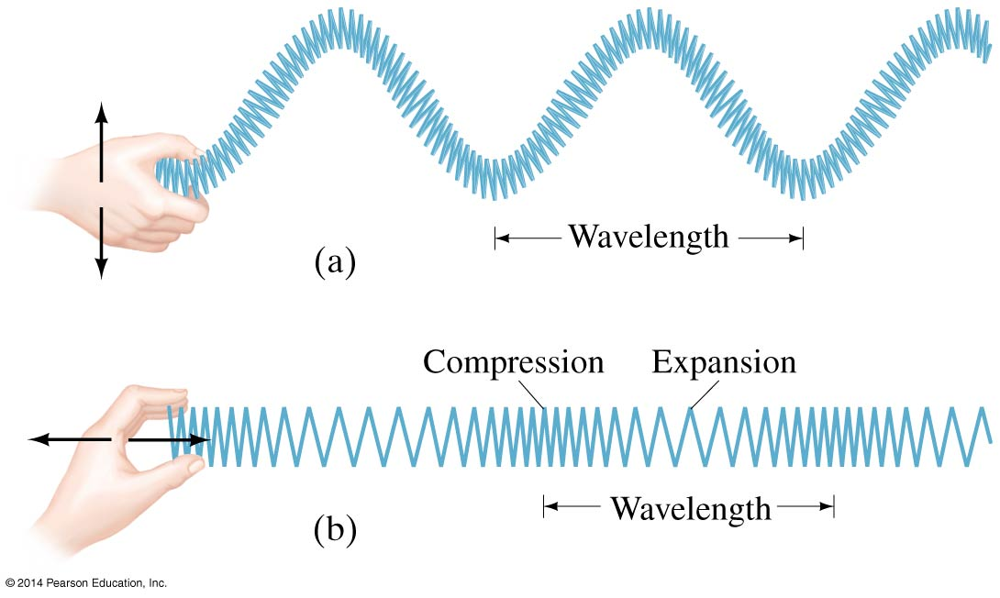 Wavelength
(a)
Compression Expansion
Wavelength
(b)
© 2014 Pearson Education, Inc.